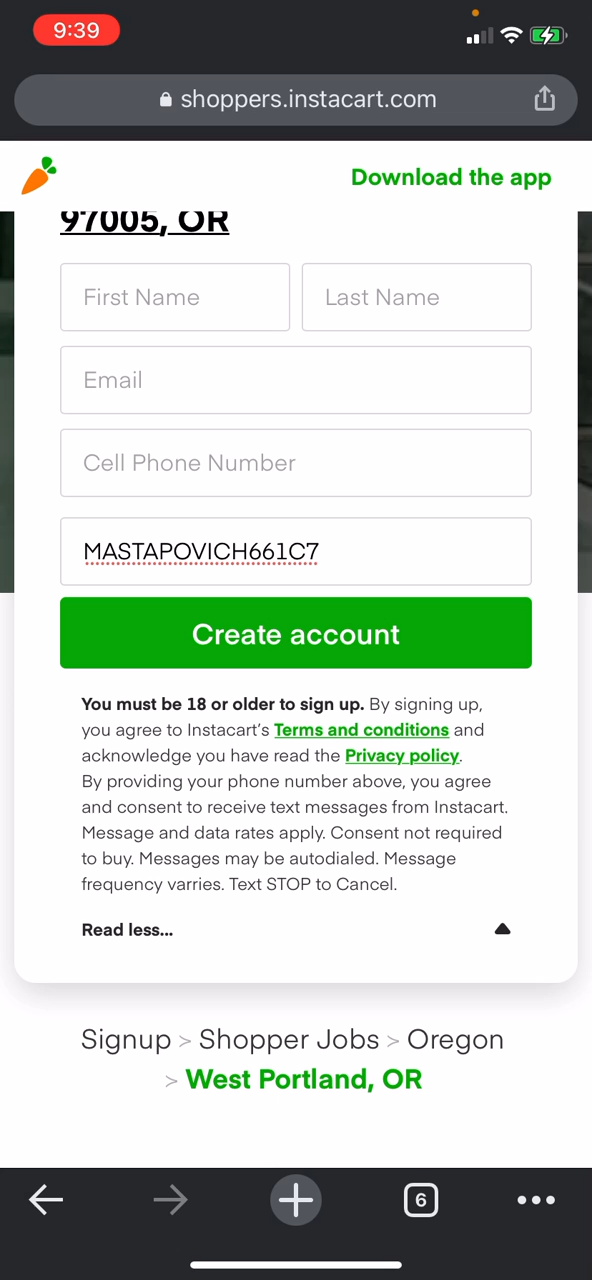 9:39
shoppers.instacart.com
Download the app
97005, OR
First Name
Last Name
Email
Cell Phone Number
MASTAPOVICH661C7
Create account
You must be 18 or older to sign up. By signing up,
you agree to Instacart's Terms and conditions and
acknowledge you have read the Privacy policy.
By providing your phone number above, you agree
and consent to receive text messages from Instacart.
Message and data rates apply. Consent not required
to buy. Messages may be autodialed. Message
frequency varries. Text STOP to Cancel.
Read less...
Signup > Shopper Jobs > Oregon
> West Portland, OR
6